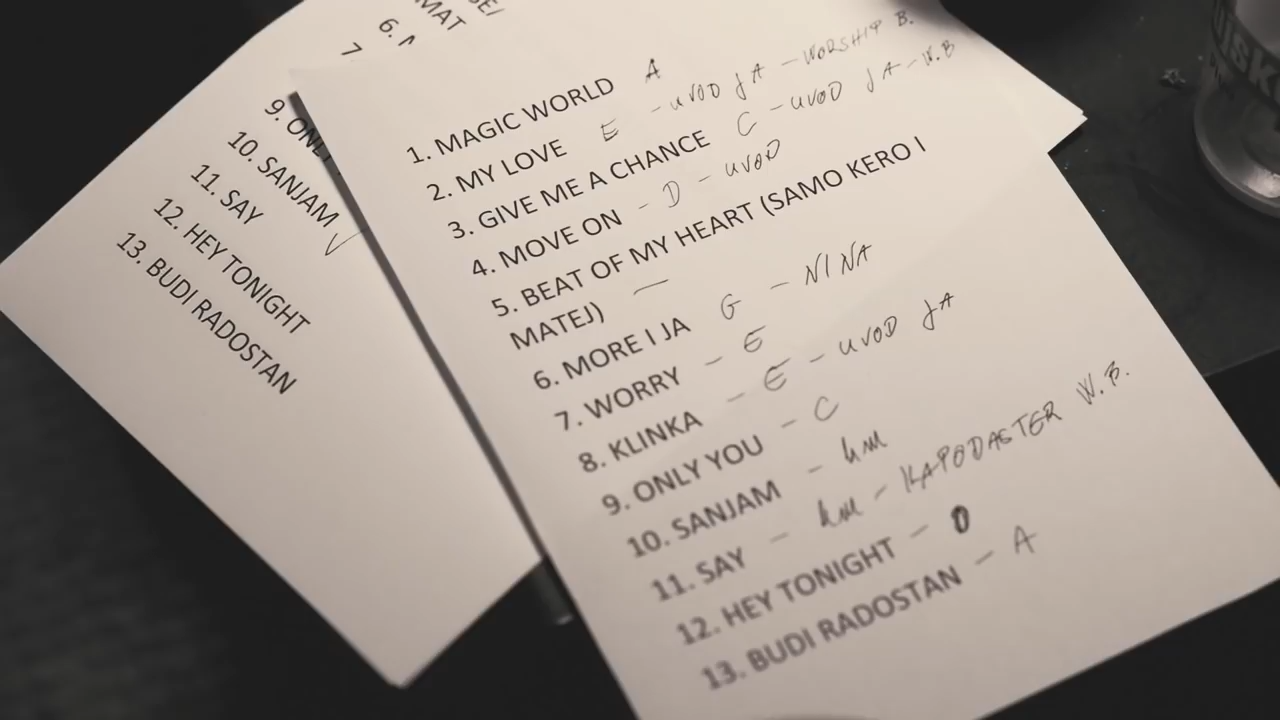 MAT
6.
7
9. ONL
10. SANJAM
11. SAY
12. HEY TONIGHT
13. BUDI RADOSTAN
1. MAGIC WORLD A
2. MY LOVE E - UVOD JA - WORSHIP B.
3. GIVE ME A CHANCE C - UVOD JA - W.B
4. MOVE ON - D - UVOD
5. BEAT OF MY HEART (SAMO KERO I
MATEJ) —
6. MORE I JA G - NINA
7. WORRY - E
8. KLINKA - E - UVOD JA
9. ONLY YOU - C
10. SANJAM - hm
11. SAY - hm - KAPODASTER W.B.
12. HEY TONIGHT - D
13. BUDI RADOSTAN - A